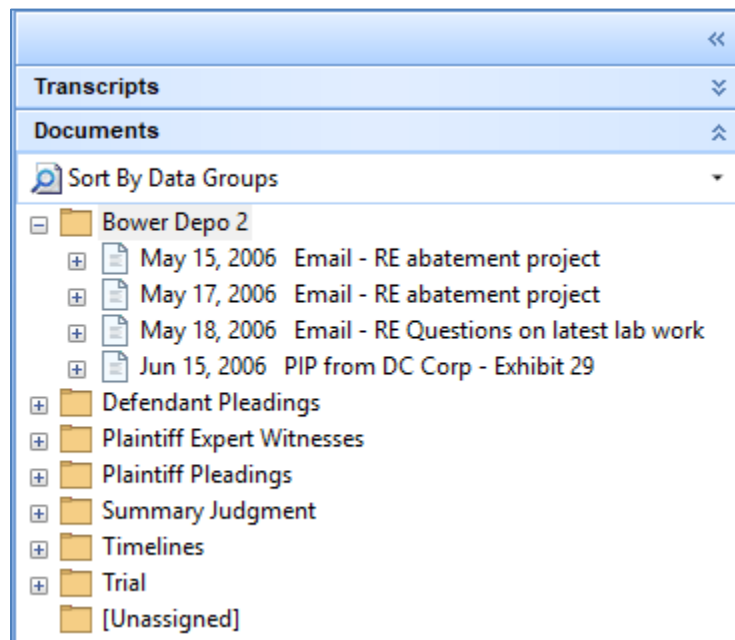 Transcripts
Documents
Sort By Data Groups
Bower Depo 2
May 15, 2006 Email - RE abatement project
May 17, 2006 Email - RE abatement project
May 18, 2006 Email - RE Questions on latest lab work
Jun 15, 2006 PIP from DC Corp - Exhibit 29
Defendant Pleadings
Plaintiff Expert Witnesses
Plaintiff Pleadings
Summary Judgment
Timelines
Trial
[Unassigned]